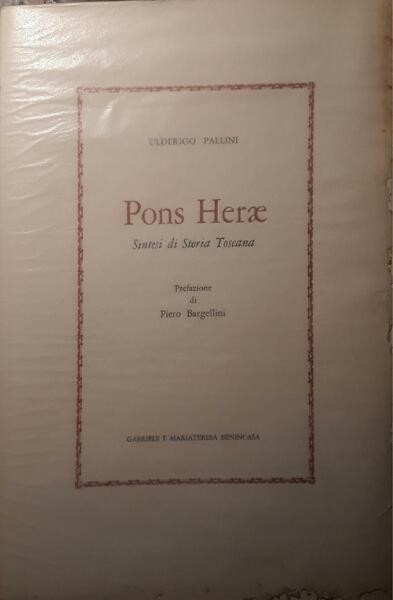 ULDERIGO PALLINI
Pons Heræ
Sintesi di Storia Toscana
Prefazione
di
Piero Bargellini
GABRIELE E MARIATERESA BENINCASA